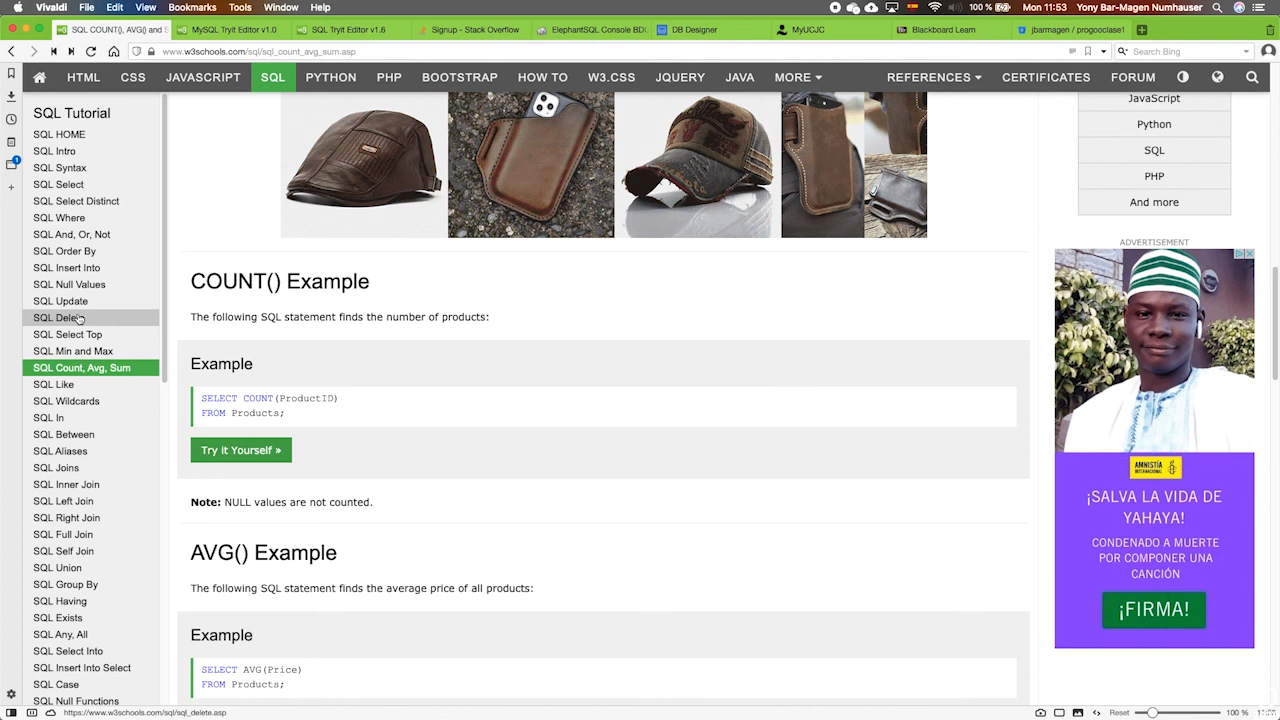 Vivaldi File Edit View Bookmarks Mail Tools Window Help 100 % Mon 11:53 Yony Bar-Magen Numhauser
SQL COUNT(), AVG() and S MySQL Tryit Editor v1.0 SQL Tryit Editor v1.6 Signup - Stack Overflow ElephantSQL Console BDL DB Designer MyUCJC Blackboard Learn jbarmagen / progooclase1
www.w3schools.com/sql/sql_count_avg_sum.asp Search Bing
HTML CSS JAVASCRIPT SQL PYTHON PHP BOOTSTRAP HOW TO W3.CSS JQUERY JAVA MORE REFERENCES CERTIFICATES FORUM
SQL Tutorial
SQL HOME
SQL Intro
SQL Syntax
SQL Select
SQL Select Distinct
SQL Where
SQL And, Or, Not
SQL Order By
SQL Insert Into
SQL Null Values
SQL Update
SQL Delete
SQL Select Top
SQL Min and Max
SQL Count, Avg, Sum
SQL Like
SQL Wildcards
SQL In
SQL Between
SQL Aliases
SQL Joins
SQL Inner Join
SQL Left Join
SQL Right Join
SQL Full Join
SQL Self Join
SQL Union
SQL Group By
SQL Having
SQL Exists
SQL Any, All
SQL Select Into
SQL Insert Into Select
SQL Case
SQL Null Functions
COUNT() Example
The following SQL statement finds the number of products:
Example
SELECT COUNT(ProductID)
FROM Products;
Try it Yourself »
Note: NULL values are not counted.
AVG() Example
The following SQL statement finds the average price of all products:
Example
SELECT AVG(Price)
FROM Products;
JavaScript
Python
SQL
PHP
And more
ADVERTISEMENT
AMNISTÍA
INTERNACIONAL
¡SALVA LA VIDA DE
YAHAYA!
CONDENADO A MUERTE
POR COMPONER UNA
CANCIÓN
¡FIRMA!
https://www.w3schools.com/sql/sql_delete.asp Reset 100 %